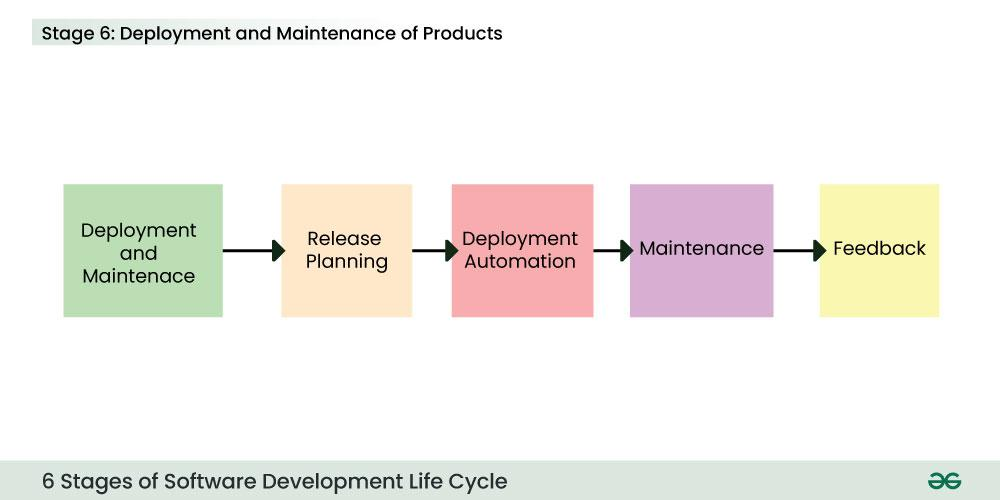 Stage 6: Deployment and Maintenance of Products
Deployment
and
Maintenace
Release
Planning
Deployment
Automation
Maintenance
Feedback
6 Stages of Software Development Life Cycle